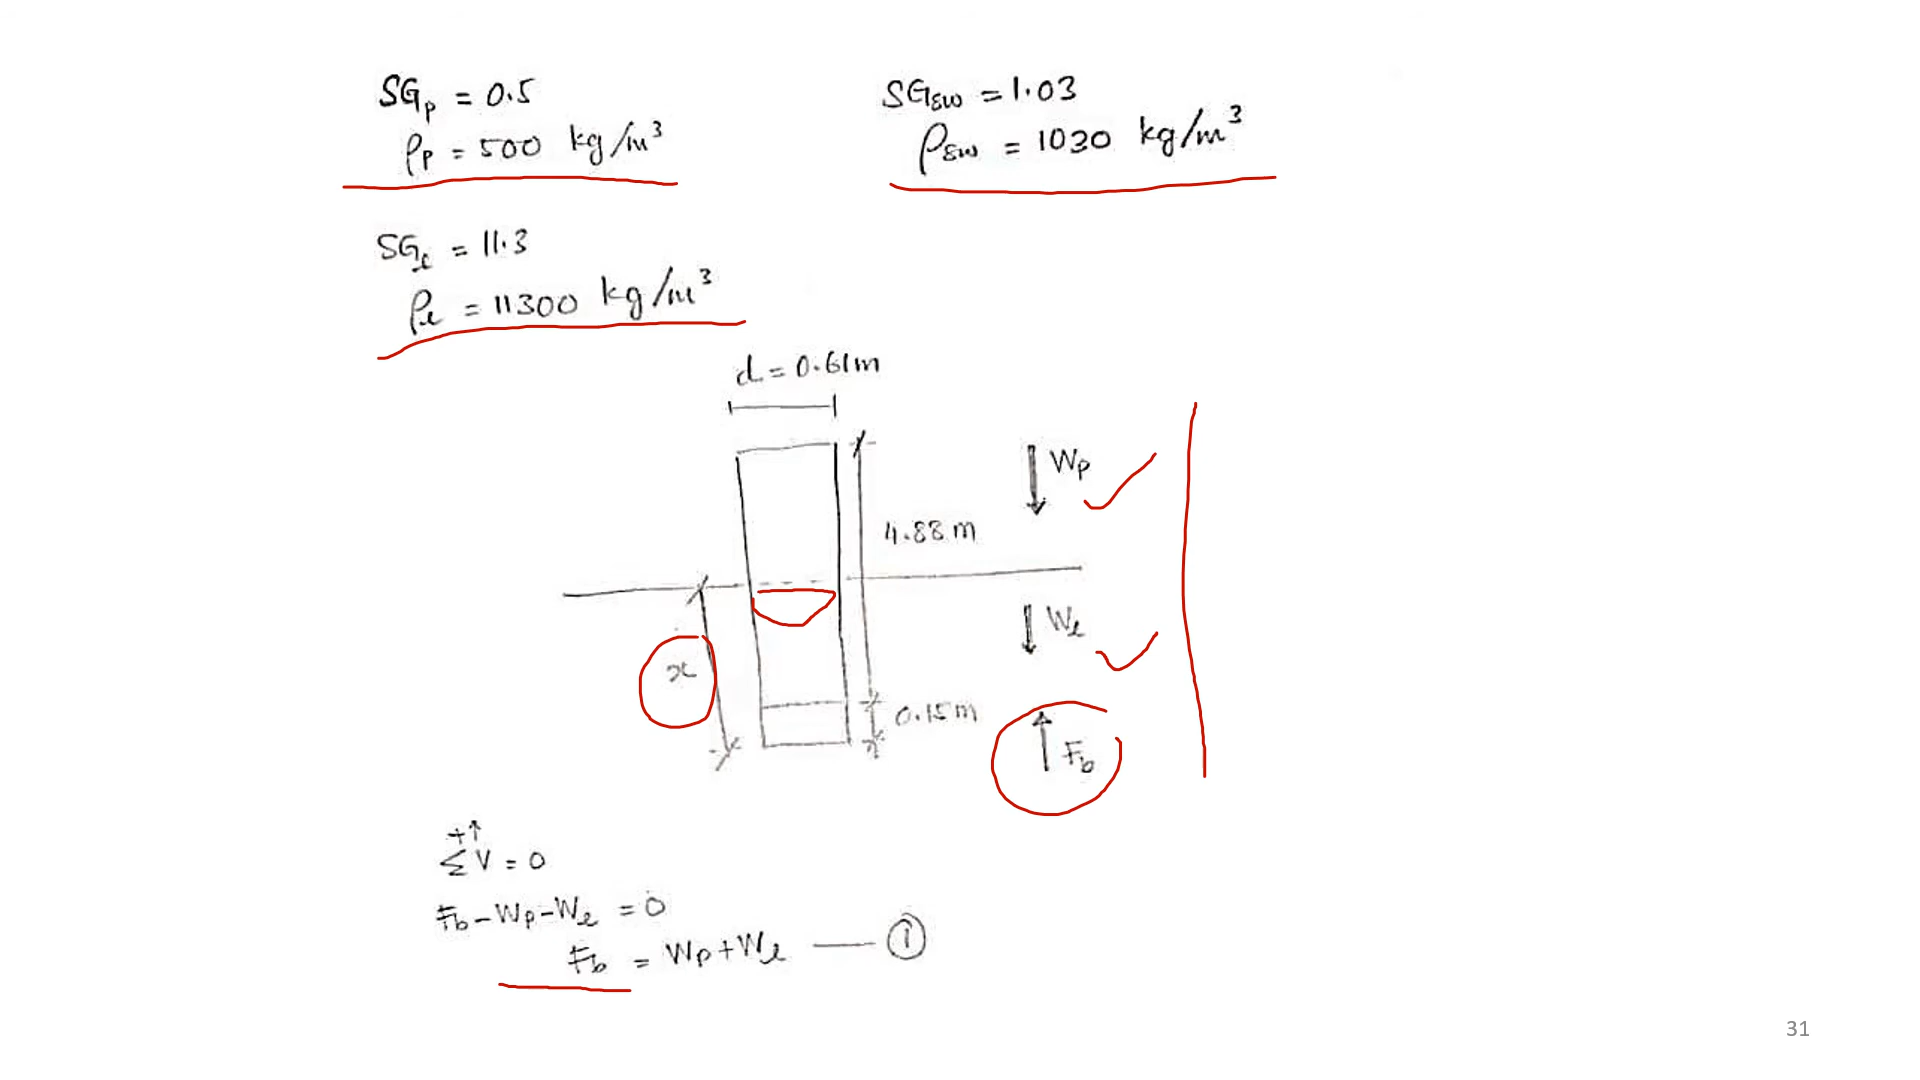 SGp = 0.5
ρp = 500 kg/m³
SGsw = 1.03
ρsw = 1030 kg/m³
SGℓ = 11.3
ρℓ = 11300 kg/m³
d = 0.61m
Wp
4.88 m
Wℓ
x
0.15m
Fb
+↑
ΣV = 0
Fb - Wp - Wℓ = 0
Fb = Wp + Wℓ — ①
31